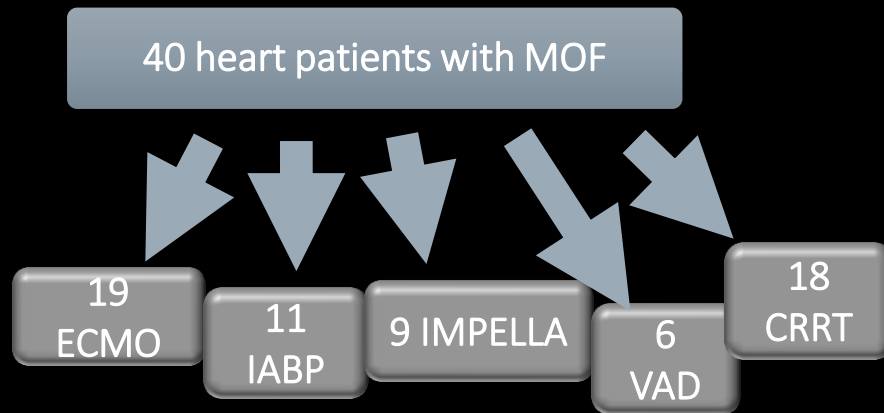 40 heart patients with MOF
19
ECMO
11
IABP
9 IMPELLA
6
VAD
18
CRRT